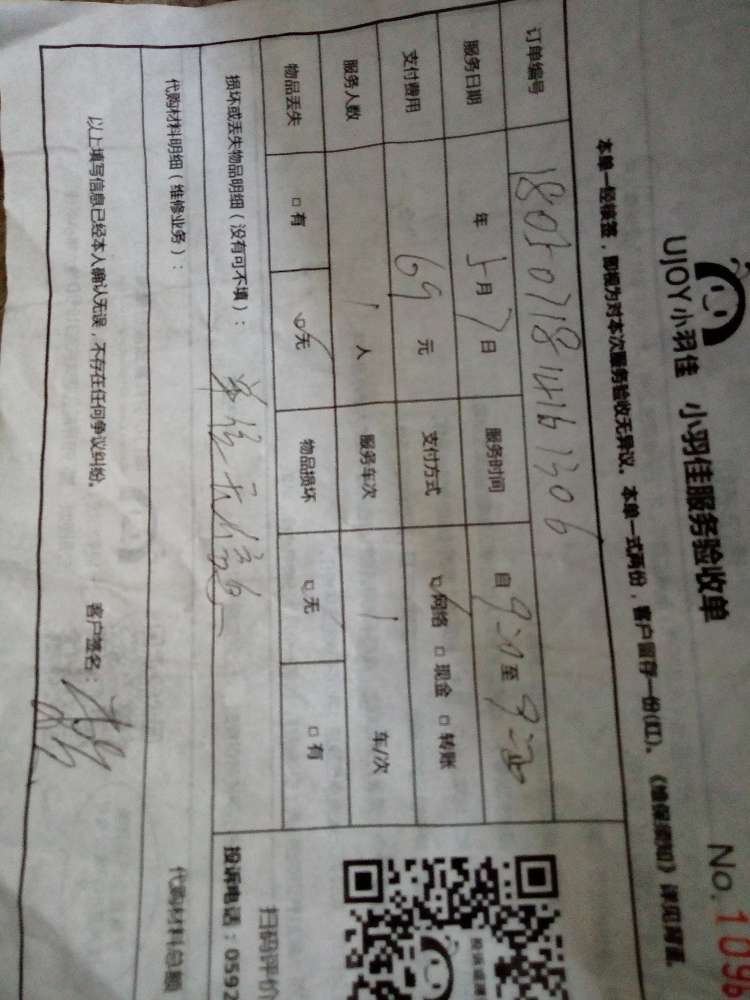 UJOY小羽佳 小羽佳服务验收单
No.109
本单一经核签，即视为对本次服务验收无异议。本单一式两份，客户留存一份(红)。《维保须知》详见背面。
订单编号
服务日期 年 5月 7日 服务时间 自 9:20 至
支付费用 69元 支付方式 网络 □现金 □转账
服务人数 1人 服务车次 1 车/次
物品丢失 □有 □无 物品损坏 □无 □有
损坏或丢失物品明细（没有可不填）：
代购材料明细（维修业务）： 代购材料总额
以上填写信息已经本人确认无误，不存在任何争议纠纷。 客户签名：
扫码评价
投诉电话：0592